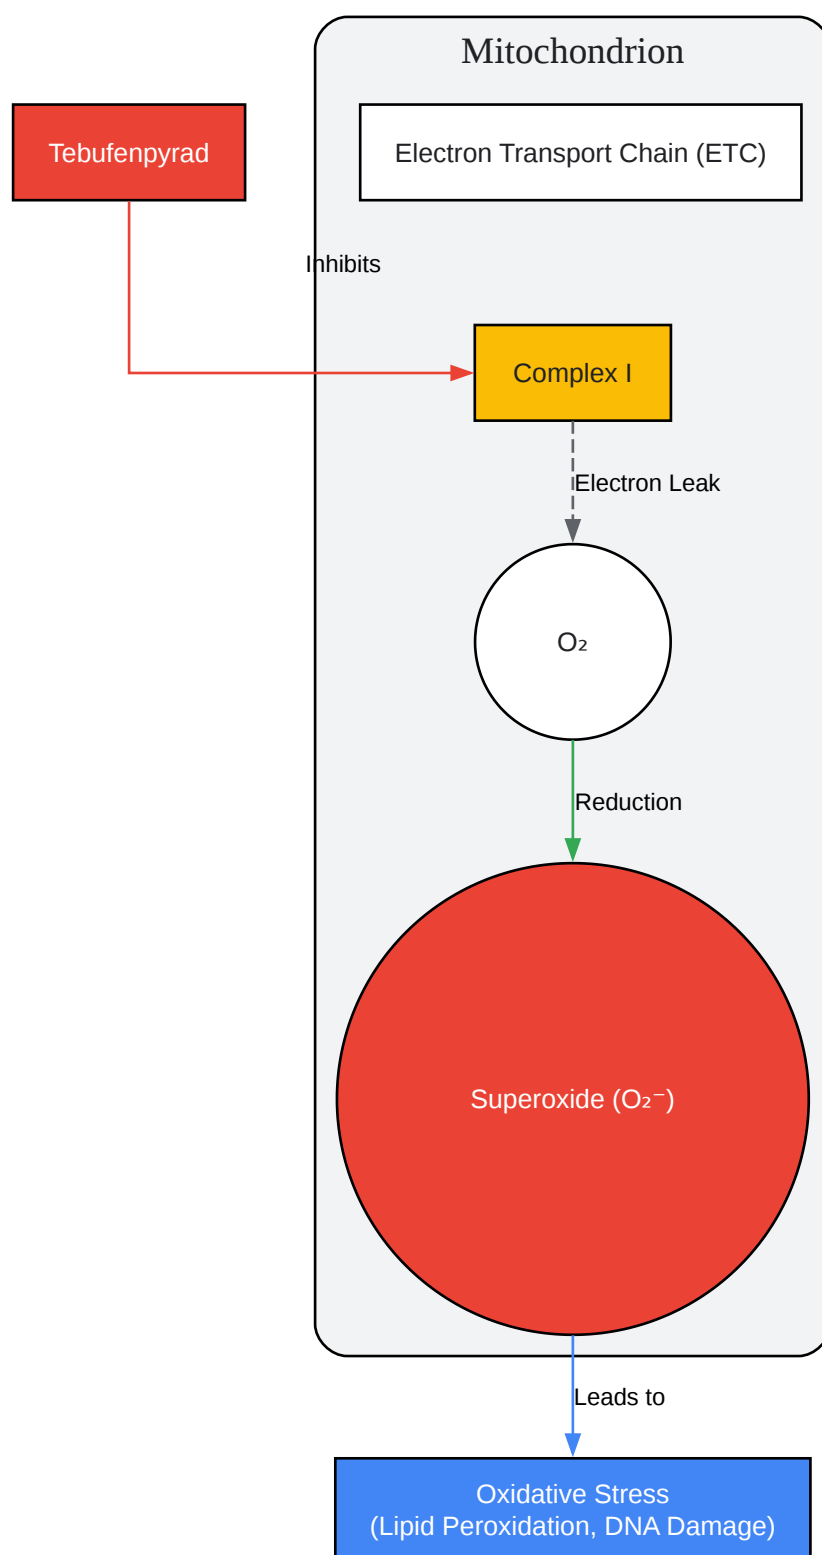 Mitochondrion
Tebufenpyrad
Electron Transport Chain (ETC)
Inhibits
Complex I
Electron Leak
O₂
Reduction
Superoxide (O₂⁻)
Leads to
Oxidative Stress
(Lipid Peroxidation, DNA Damage)